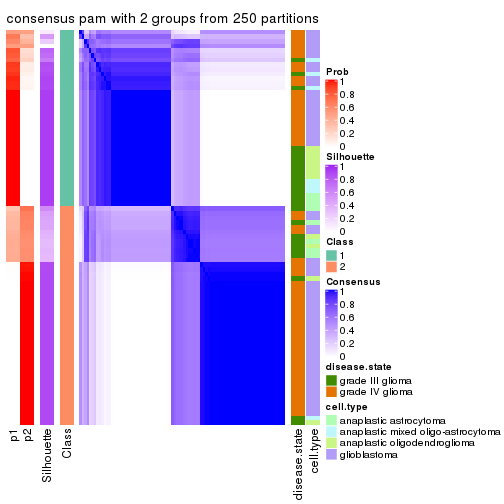 consensus pam with 2 groups from 250 partitions
Prob
1
0.8
0.6
0.4
0.2
0
Silhouette
1
0.8
0.6
0.4
0.2
0
Class
1
2
Consensus
1
0.8
0.6
0.4
0.2
0
disease.state
grade III glioma
grade IV glioma
cell.type
anaplastic astrocytoma
anaplastic mixed oligo-astrocytoma
anaplastic oligodendroglioma
glioblastoma
p1
p2
Silhouette
Class
disease.state
cell.type